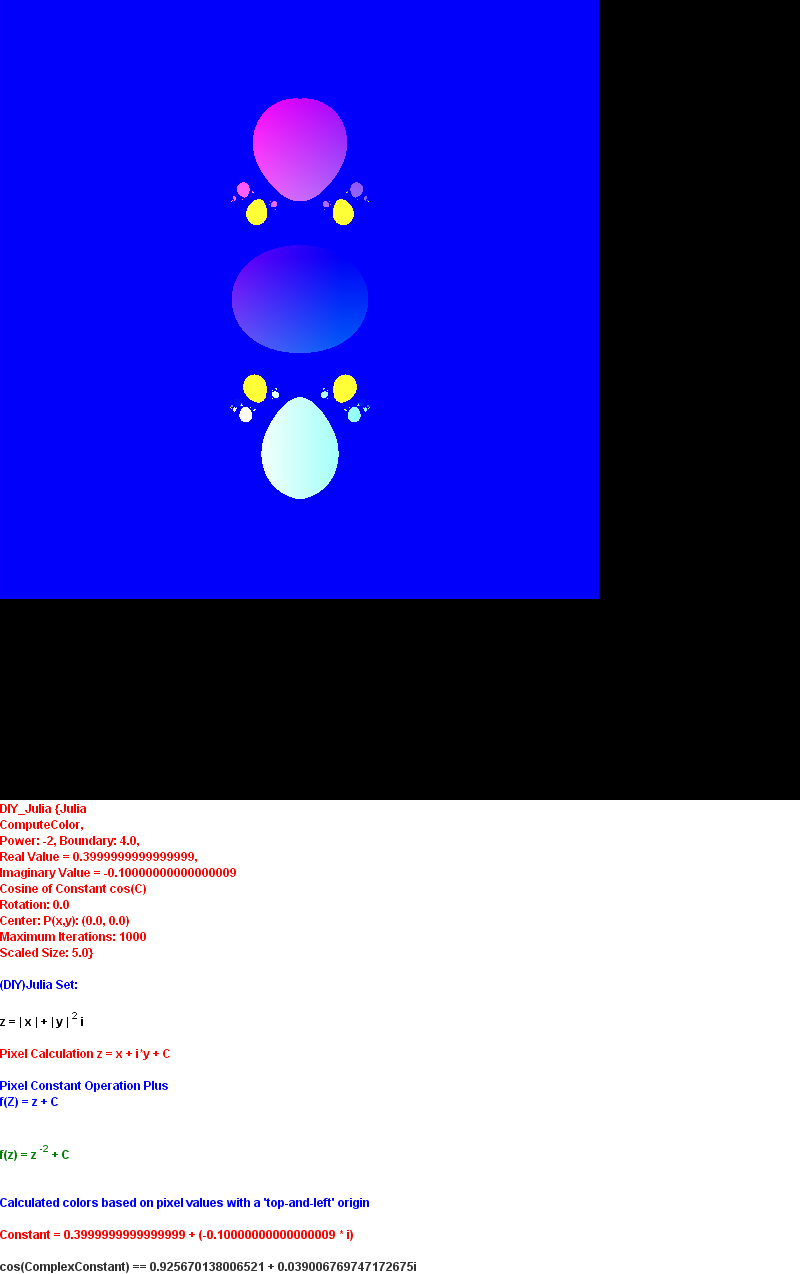 DIY_Julia {Julia
ComputeColor,
Power: -2, Boundary: 4.0,
Real Value = 0.3999999999999999,
Imaginary Value = -0.10000000000000009
Cosine of Constant cos(C)
Rotation: 0.0
Center: P(x,y): (0.0, 0.0)
Maximum Iterations: 1000
Scaled Size: 5.0}
(DIY)Julia Set:
z = | x | + | y | ² i
Pixel Calculation z = x + i*y + C
Pixel Constant Operation Plus
f(Z) = z + C
f(z) = z ⁻² + C
Calculated colors based on pixel values with a 'top-and-left' origin
Constant = 0.3999999999999999 + (-0.10000000000000009 * i)
cos(ComplexConstant) == 0.925670138006521 + 0.039006769747172675i